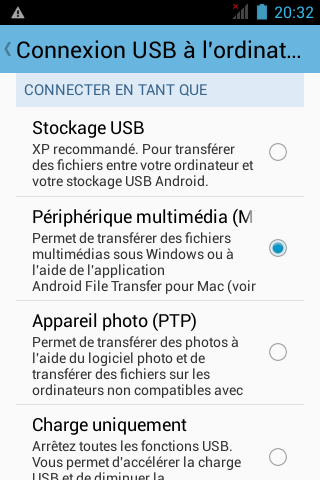 20:32
Connexion USB à l'ordinat...
CONNECTER EN TANT QUE
Stockage USB
XP recommandé. Pour transférer
des fichiers entre votre ordinateur et
votre stockage USB Android.
Périphérique multimédia (M
Permet de transférer des fichiers
multimédias sous Windows ou à
l'aide de l'application
Android File Transfer pour Mac (voir
Appareil photo (PTP)
Permet de transférer des photos à
l'aide du logiciel photo et de
transférer des fichiers sur les
ordinateurs non compatibles avec
Charge uniquement
Arrêtez toutes les fonctions USB.
Vous permet d'accélérer la charge
USB et de diminuer la